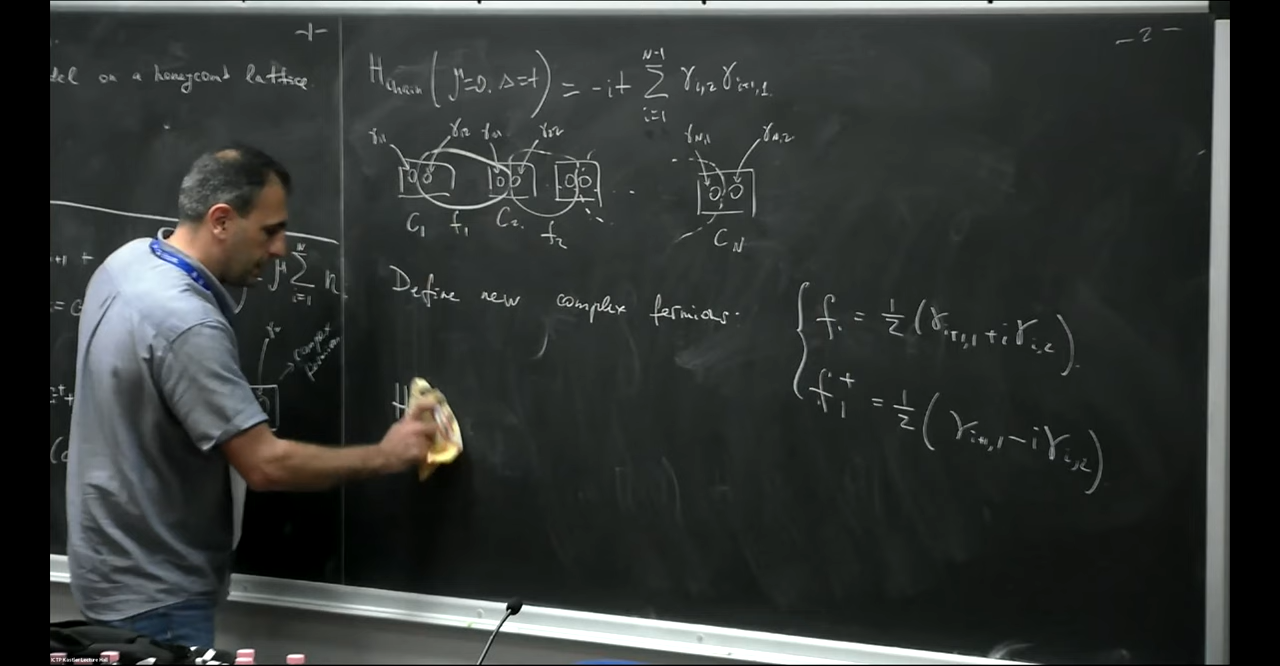 -1-
del on a honeycomb lattice.
μ∑ n
i=1
N
complex fermion
-2-
H_chain (μ=0, Δ=t) = -it ∑_{i=1}^{N-1} γ_{i,2} γ_{i+1,1}
γ_{1,1} γ_{1,2} γ_{2,1} γ_{2,2} ... γ_{N,1} γ_{N,2}
C_1 f_1 C_2 f_2 C_N
Define new complex fermions.
f_i = 1/2 (γ_{i+1,1} + i γ_{i,2})
f_i^+ = 1/2 (γ_{i+1,1} - i γ_{i,2})
H
ICTP Kastler Lecture Hall